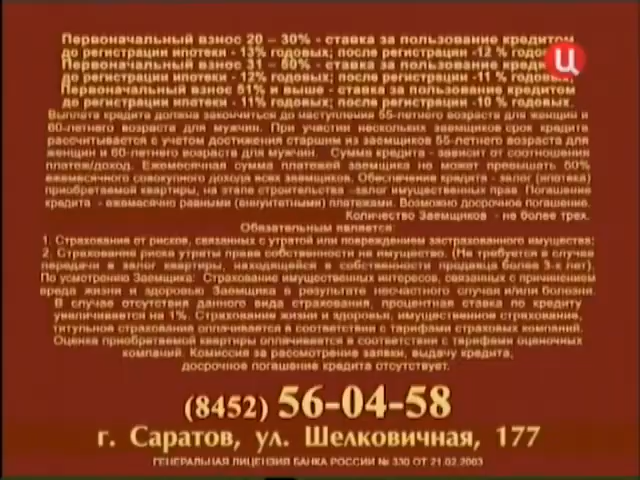 Первоначальный взнос 20 – 30% - ставка за пользование кредитом
до регистрации ипотеки - 13% годовых; после регистрации -12 % годовых.
Первоначальный взнос 31 – 60% - ставка за пользование кредитом
до регистрации ипотеки - 12% годовых; после регистрации -11 % годовых.
Первоначальный взнос 61% и выше - ставка за пользование кредитом
до регистрации ипотеки - 11% годовых; после регистрации -10 % годовых.
Ц
Выплата кредита должна закончиться до наступления 55-летнего возраста для женщин и
60-летнего возраста для мужчин. При участии нескольких заемщиков срок кредита
рассчитывается с учетом достижения старшим из заемщиков 55-летнего возраста для
женщин и 60-летнего возраста для мужчин. Сумма кредита - зависит от соотношения
платеж/доход. Ежемесячная сумма платежей заемщика не может превышать 50%
ежемесячного совокупного дохода всех заемщиков. Обеспечение кредита - залог (ипотека)
приобретаемой квартиры, на этапе строительства -залог имущественных прав. Погашение
кредита - ежемесячно равными (аннуитетными) платежами. Возможно досрочное погашение.
Количество Заемщиков - не более трех.
Обязательным является:
1. Страхование от рисков, связанных с утратой или повреждением застрахованного имущества;
2. Страхование риска утраты права собственности на имущество. (Не требуется в случае
передачи в залог квартиры, находящейся в собственности продавца более 3-х лет).
По усмотрению Заемщика: Страхование имущественных интересов, связанных с причинением
вреда жизни и здоровью Заемщика в результате несчастного случая и/или болезни.
В случае отсутствия данного вида страхования, процентная ставка по кредиту
увеличивается на 1%. Страхование жизни и здоровья, имущественное страхование,
титульное страхование оплачивается в соответствии с тарифами страховых компаний.
Оценка приобретаемой квартиры оплачивается в соответствии с тарифами оценочных
компаний. Комиссия за рассмотрение заявки, выдачу кредита,
досрочное погашение кредита отсутствует.
(8452) 56-04-58
г. Саратов, ул. Шелковичная, 177
ГЕНЕРАЛЬНАЯ ЛИЦЕНЗИЯ БАНКА РОССИИ № 330 ОТ 21.02.2003